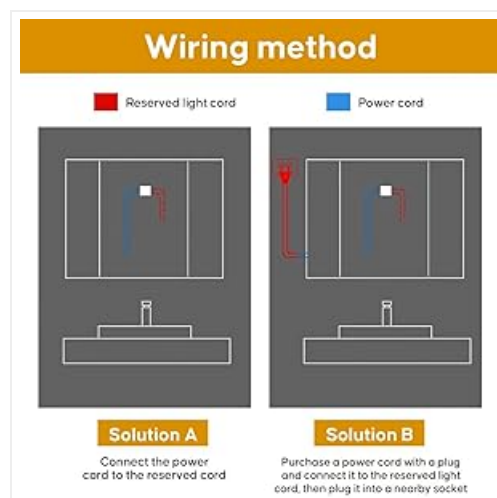 Wiring method
Reserved light cord
Power cord
Solution A
Connect the power
cord to the reserved cord
Solution B
Purchase a power cord with a plug
and connect it to the reserved light
cord, then plug it into a nearby socket